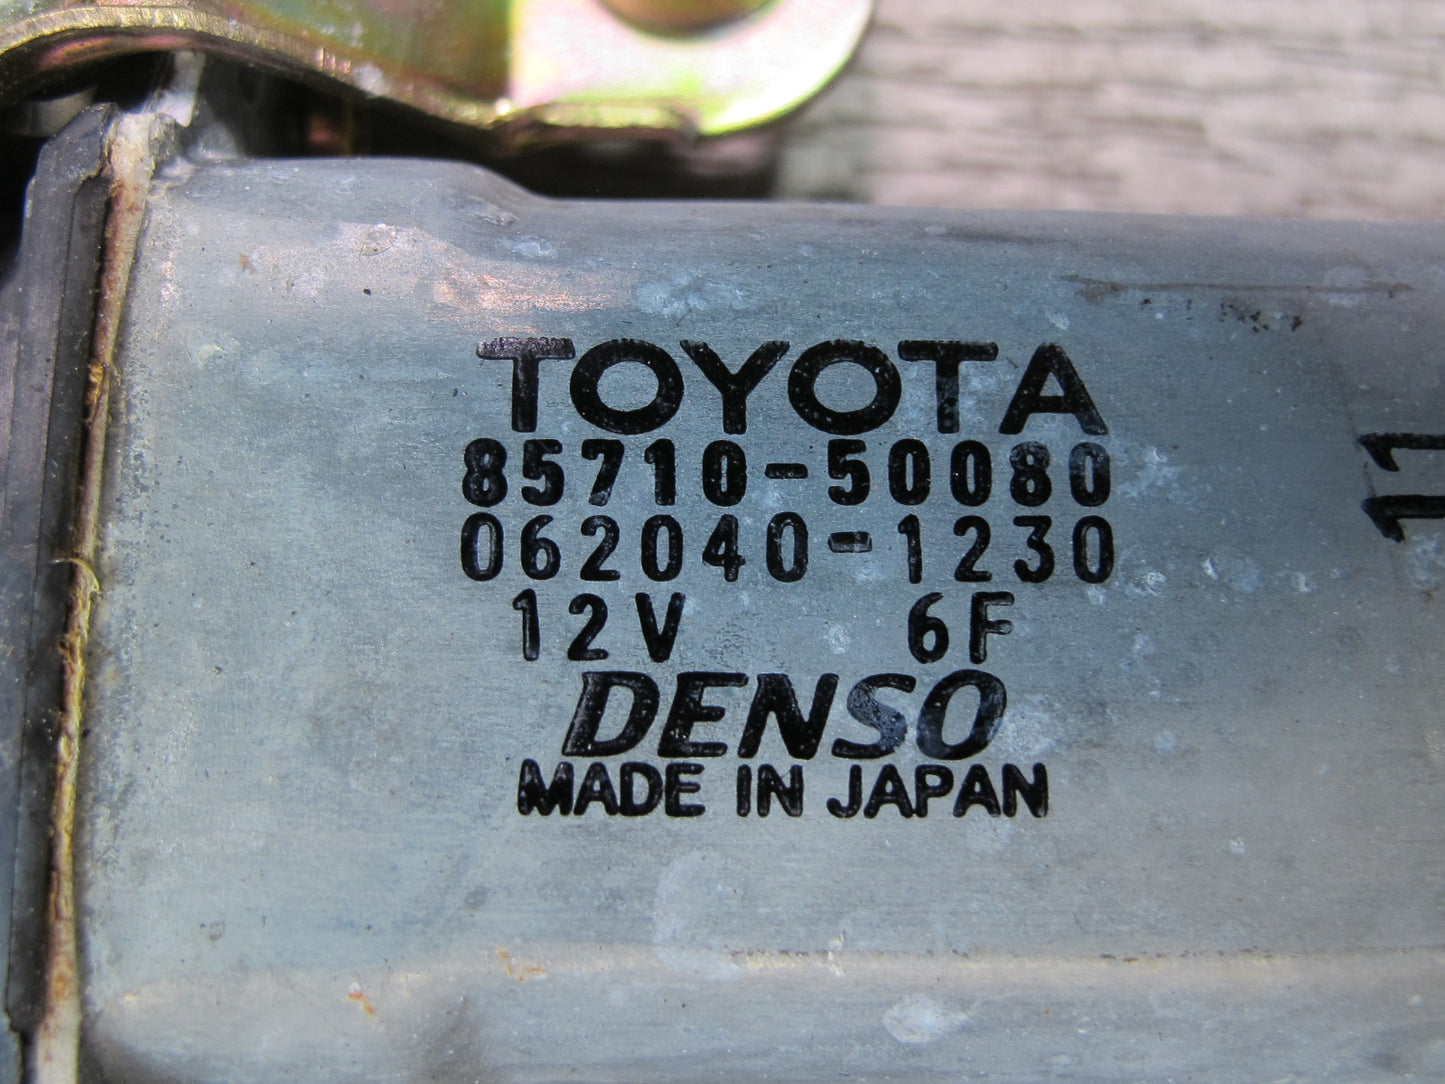 TOYOTA
85710-50080
062040-1230
12V 6F
DENSO
MADE IN JAPAN